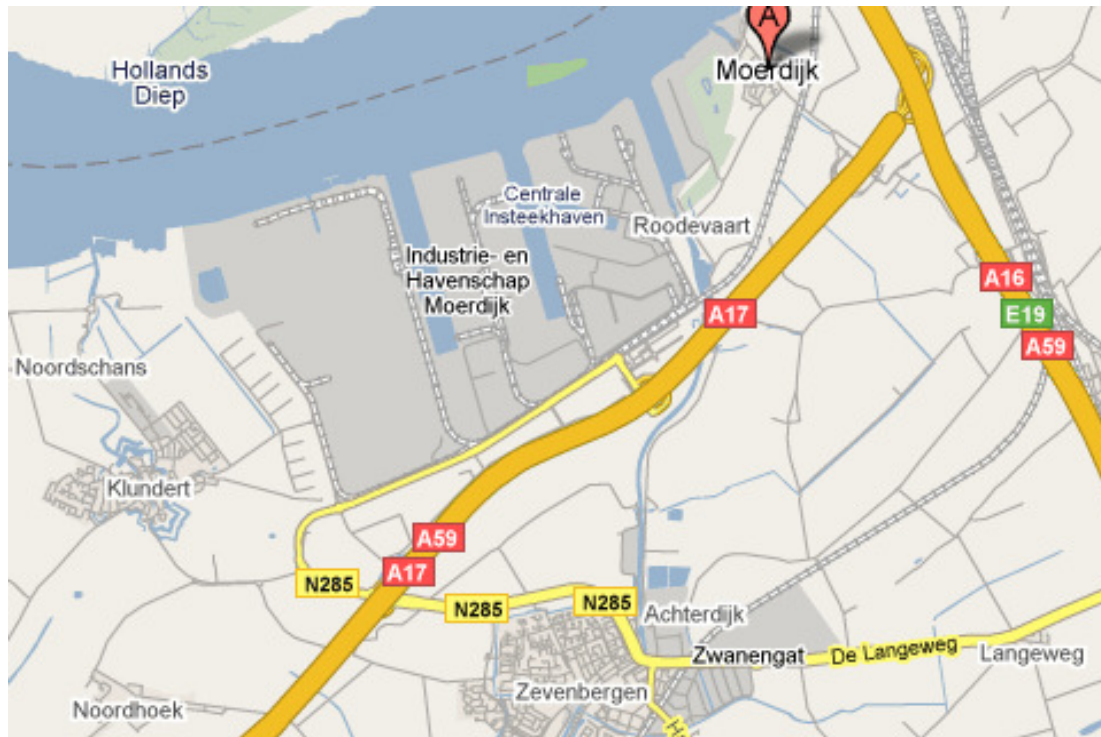 A
Hollands
Diep
Moerdijk
Centrale
Insteekhaven
Roodevaart
Industrie- en
Havenschap
Moerdijk
A16
E19
A17
A59
Noordschans
Klundert
A59
A17
N285
N285
N285
Achterdijk
Zwanengat
De Langeweg
Langeweg
Zevenbergen
Noordhoek